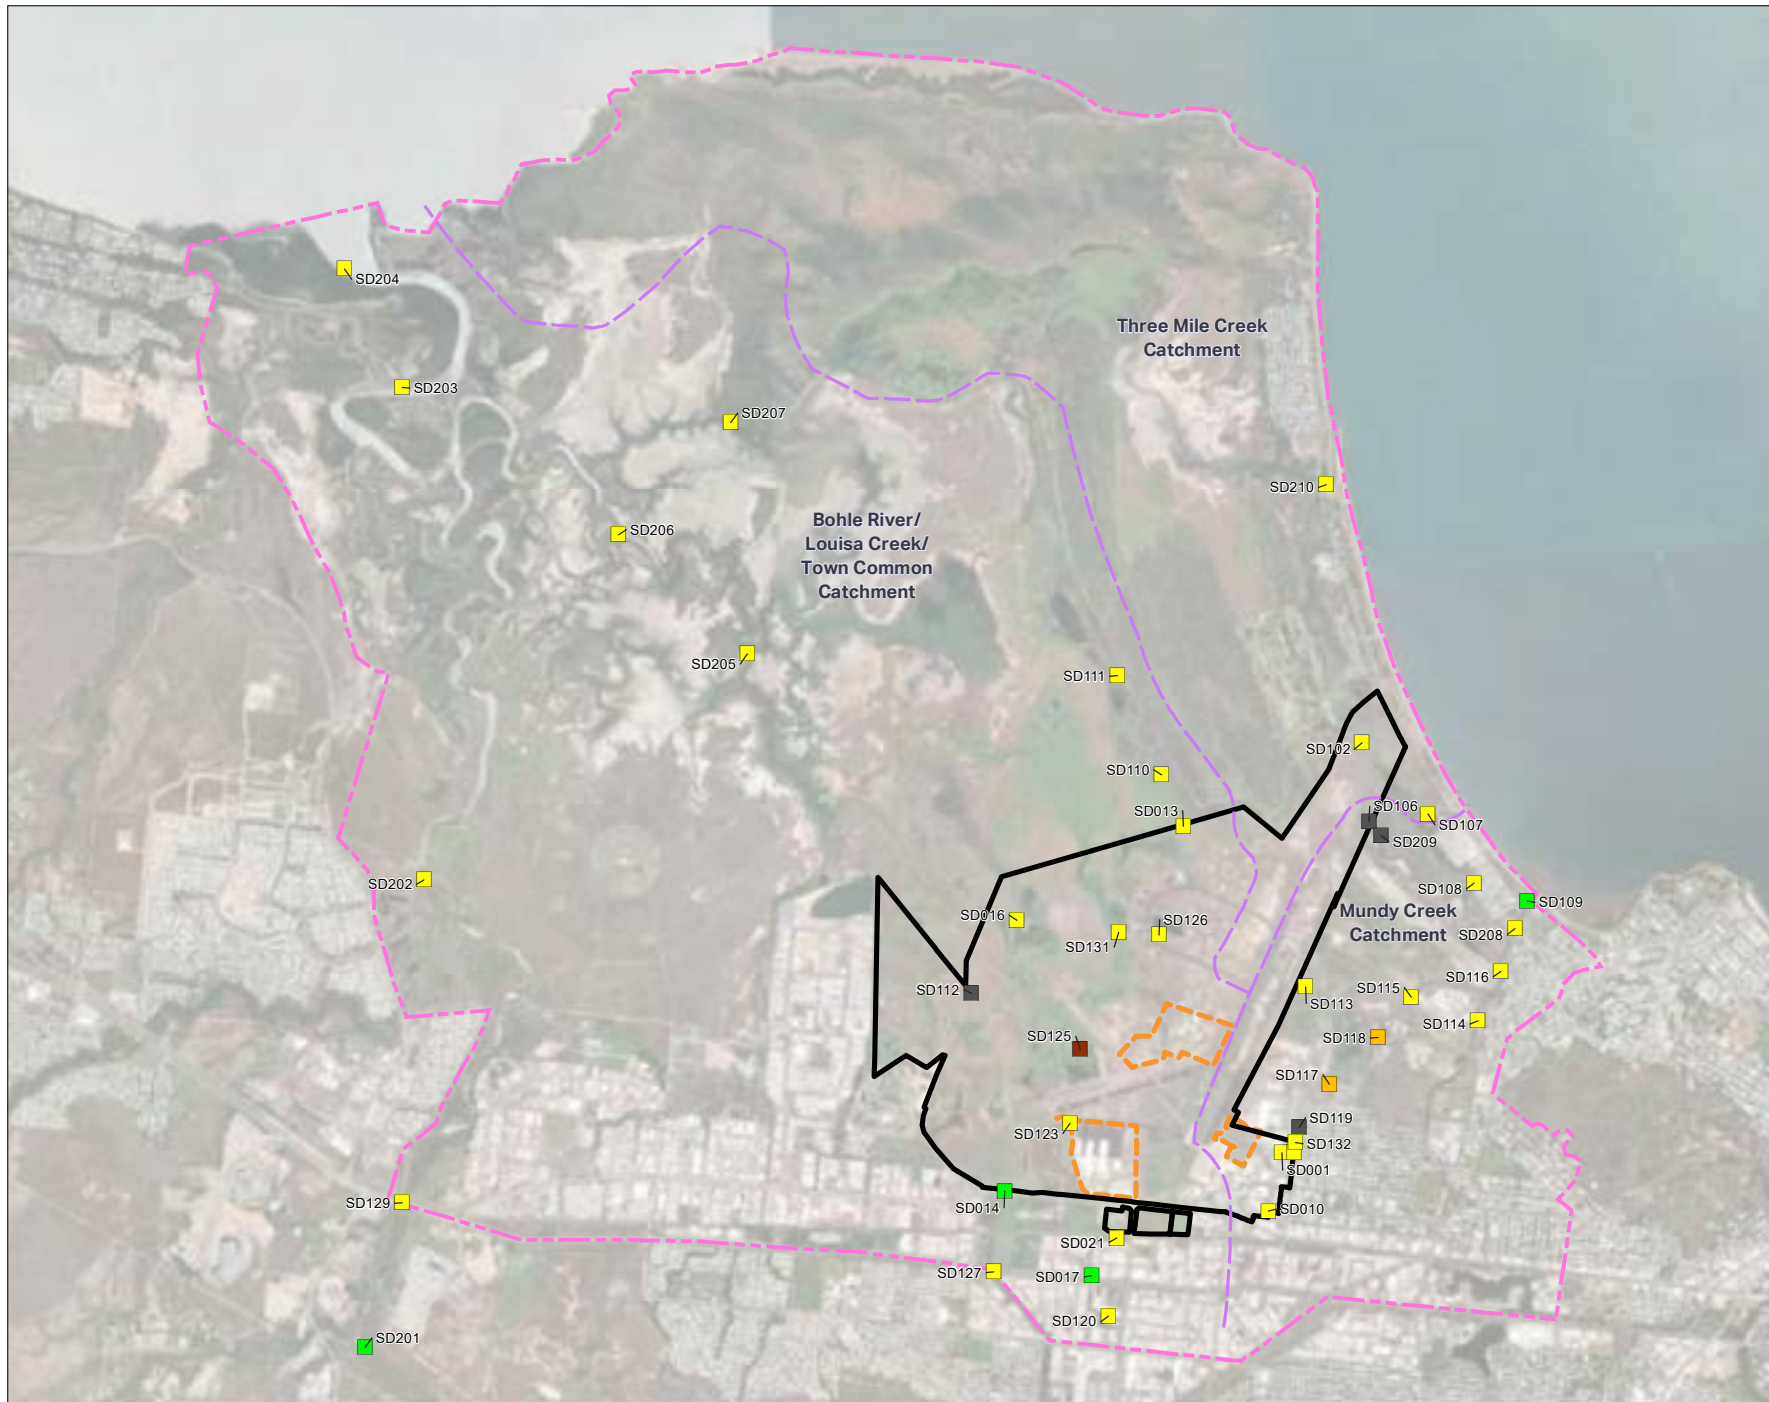 SD204
Three Mile Creek
Catchment
SD203
SD207
SD210
Bohle River/
Louisa Creek/
Town Common
Catchment
SD206
SD205
SD111
SD102
SD110
SD106
SD013
SD107
SD209
SD202
SD108
SD109
Mundy Creek
Catchment
SD016
SD126
SD208
SD131
SD116
SD112
SD115
SD113
SD114
SD125
SD118
SD117
SD119
SD123
SD132
SD001
SD129
SD014
SD010
SD021
SD127
SD017
SD120
SD201